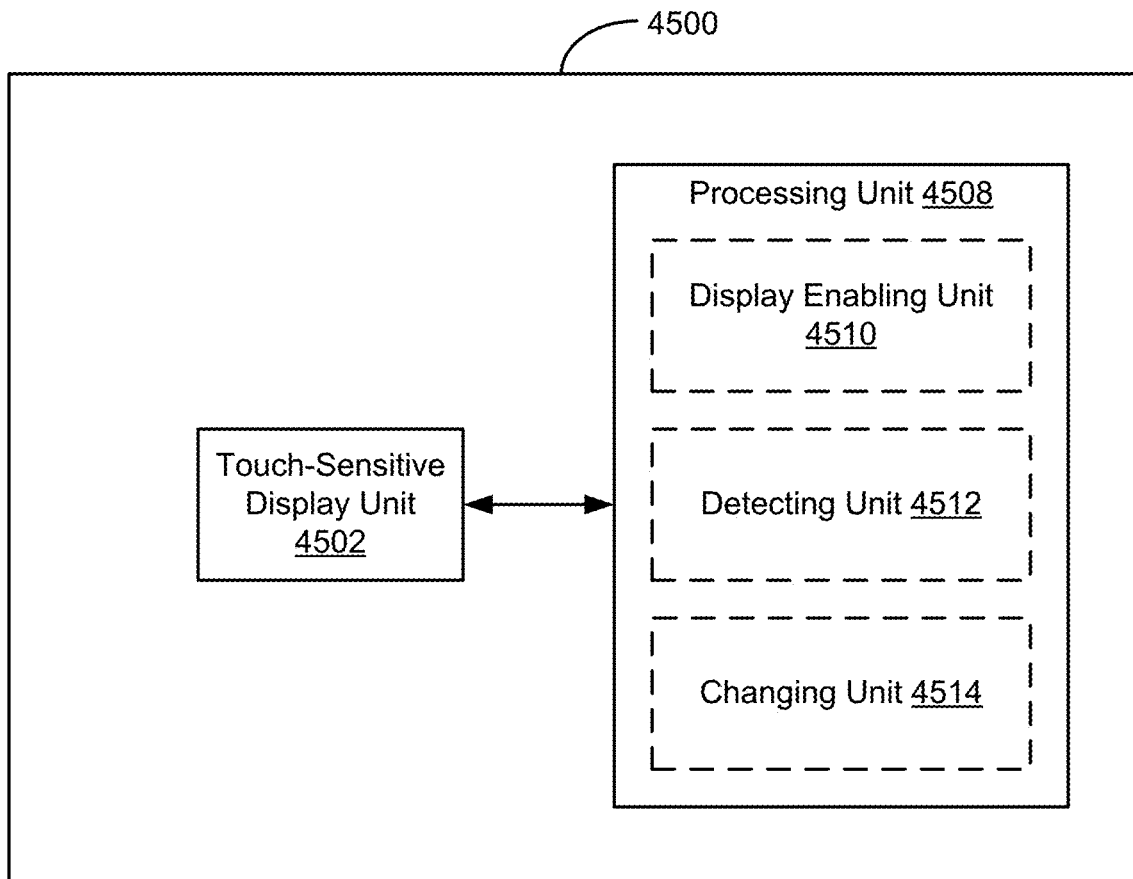 4500
Processing Unit 4508
Display Enabling Unit
4510
Touch-Sensitive
Display Unit
4502
Detecting Unit 4512
Changing Unit 4514